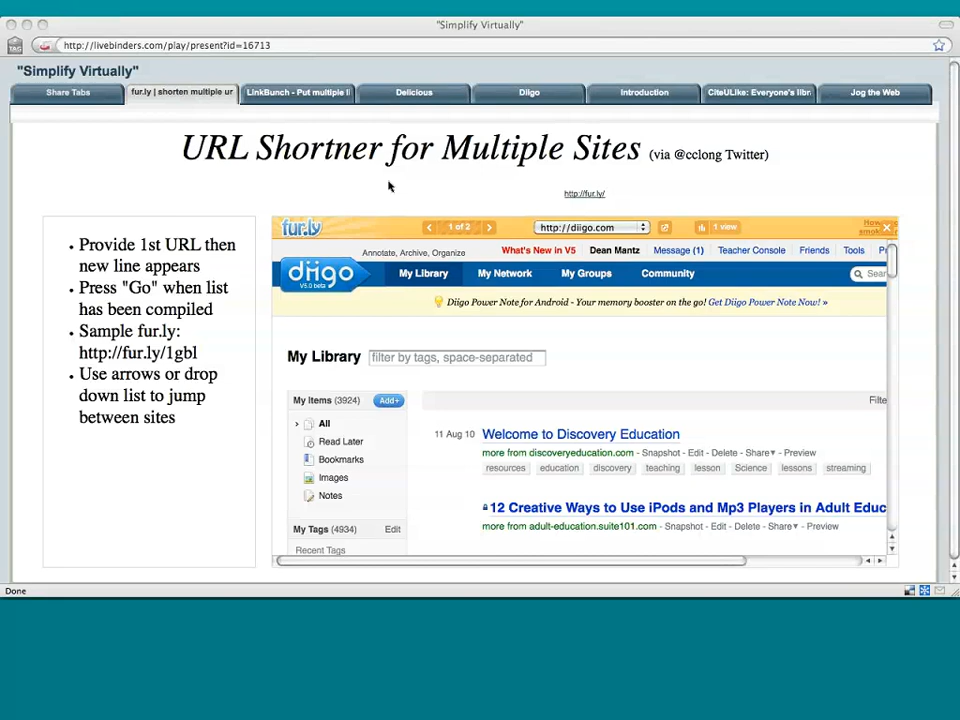 "Simplify Virtually"
TAG
http://livebinders.com/play/present?id=16713
"Simplify Virtually"
Share Tabs
fur.ly | shorten multiple ur
LinkBunch - Put multiple l
Delicious
Diigo
Introduction
CiteULike: Everyone's libr
Jog the Web
URL Shortner for Multiple Sites (via @cclong Twitter)
http://fur.ly/
• Provide 1st URL then
new line appears
• Press "Go" when list
has been compiled
• Sample fur.ly:
http://fur.ly/1gbl
• Use arrows or drop
down list to jump
between sites
fur.ly
1 of 2
http://diigo.com
1 view
How
Annotate, Archive, Organize
What's New in V5
Dean Mantz
Message (1)
Teacher Console
Friends
Tools
diigo
V5.0 beta
My Library
My Network
My Groups
Community
Sear
Diigo Power Note for Android - Your memory booster on the go! Get Diigo Power Note Now! »
My Library
filter by tags, space-separated
My Items (3924)
Add+
Filte
All
Read Later
Bookmarks
Images
Notes
My Tags (4934)
Edit
Recent Tags
11 Aug 10
Welcome to Discovery Education
more from discoveryeducation.com - Snapshot - Edit - Delete - Share▾ - Preview
resources education discovery teaching lesson Science lessons streaming
12 Creative Ways to Use iPods and Mp3 Players in Adult Educ
more from adult-education.suite101.com - Snapshot - Edit - Delete - Share▾ - Preview
Done